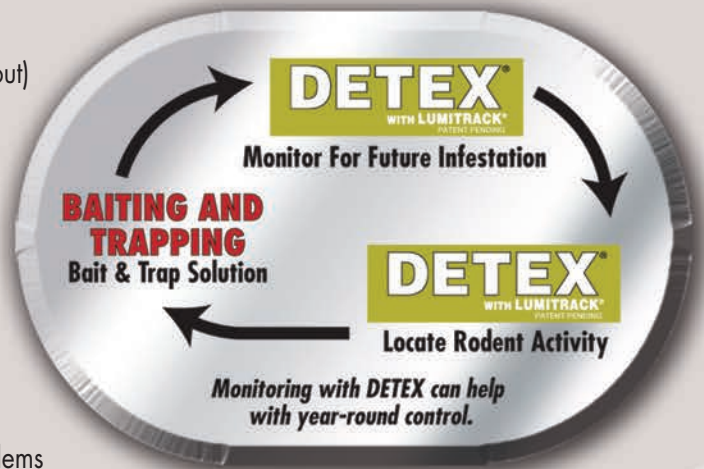 out)
DETEX®
WITH LUMITRACK®
PATENT PENDING
Monitor For Future Infestation
BAITING AND
TRAPPING
Bait & Trap Solution
DETEX®
WITH LUMITRACK®
PATENT PENDING
Locate Rodent Activity
Monitoring with DETEX can help
with year-round control.
lems